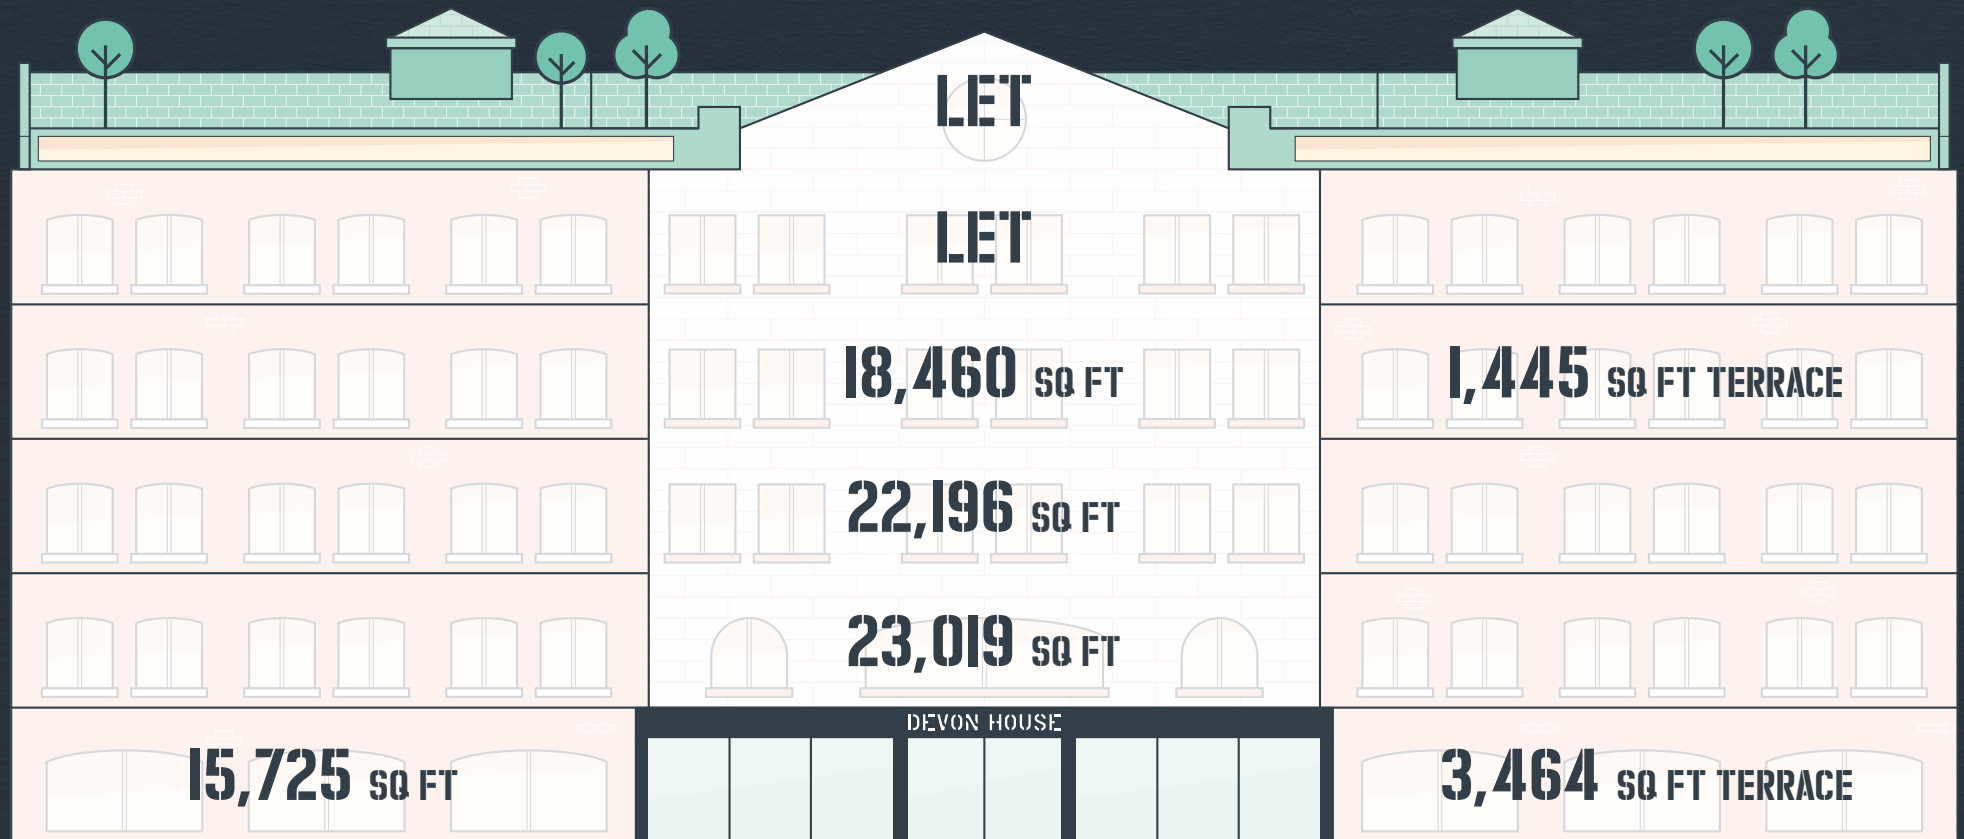 LET
LET
18,460 SQ FT
1,445 SQ FT TERRACE
22,196 SQ FT
23,019 SQ FT
DEVON HOUSE
15,725 SQ FT
3,464 SQ FT TERRACE